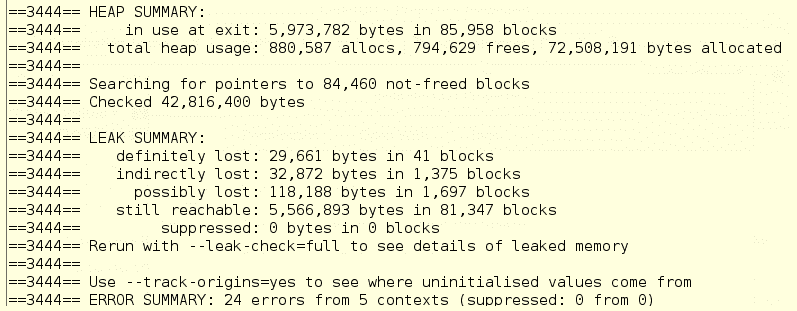 ==3444== HEAP SUMMARY:
==3444==     in use at exit: 5,973,782 bytes in 85,958 blocks
==3444==   total heap usage: 880,587 allocs, 794,629 frees, 72,508,191 bytes allocated
==3444==
==3444== Searching for pointers to 84,460 not-freed blocks
==3444== Checked 42,816,400 bytes
==3444==
==3444== LEAK SUMMARY:
==3444==    definitely lost: 29,661 bytes in 41 blocks
==3444==    indirectly lost: 32,872 bytes in 1,375 blocks
==3444==      possibly lost: 118,188 bytes in 1,697 blocks
==3444==    still reachable: 5,566,893 bytes in 81,347 blocks
==3444==         suppressed: 0 bytes in 0 blocks
==3444== Rerun with --leak-check=full to see details of leaked memory
==3444==
==3444== Use --track-origins=yes to see where uninitialised values come from
==3444== ERROR SUMMARY: 24 errors from 5 contexts (suppressed: 0 from 0)